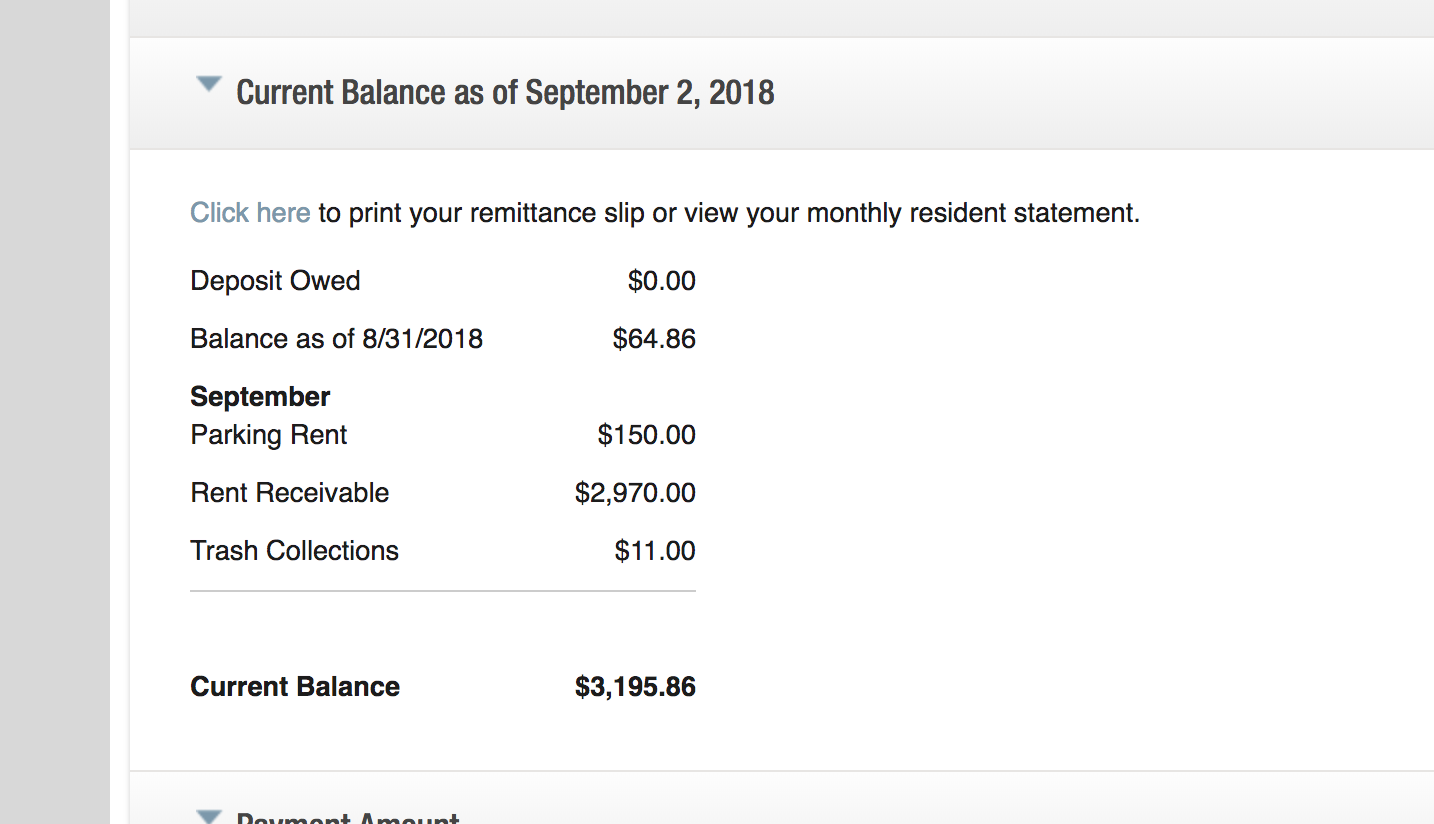 Current Balance as of September 2, 2018
Click here to print your remittance slip or view your monthly resident statement.
Deposit Owed $0.00
Balance as of 8/31/2018 $64.86
September
Parking Rent $150.00
Rent Receivable $2,970.00
Trash Collections $11.00
Current Balance $3,195.86
Payment Amount